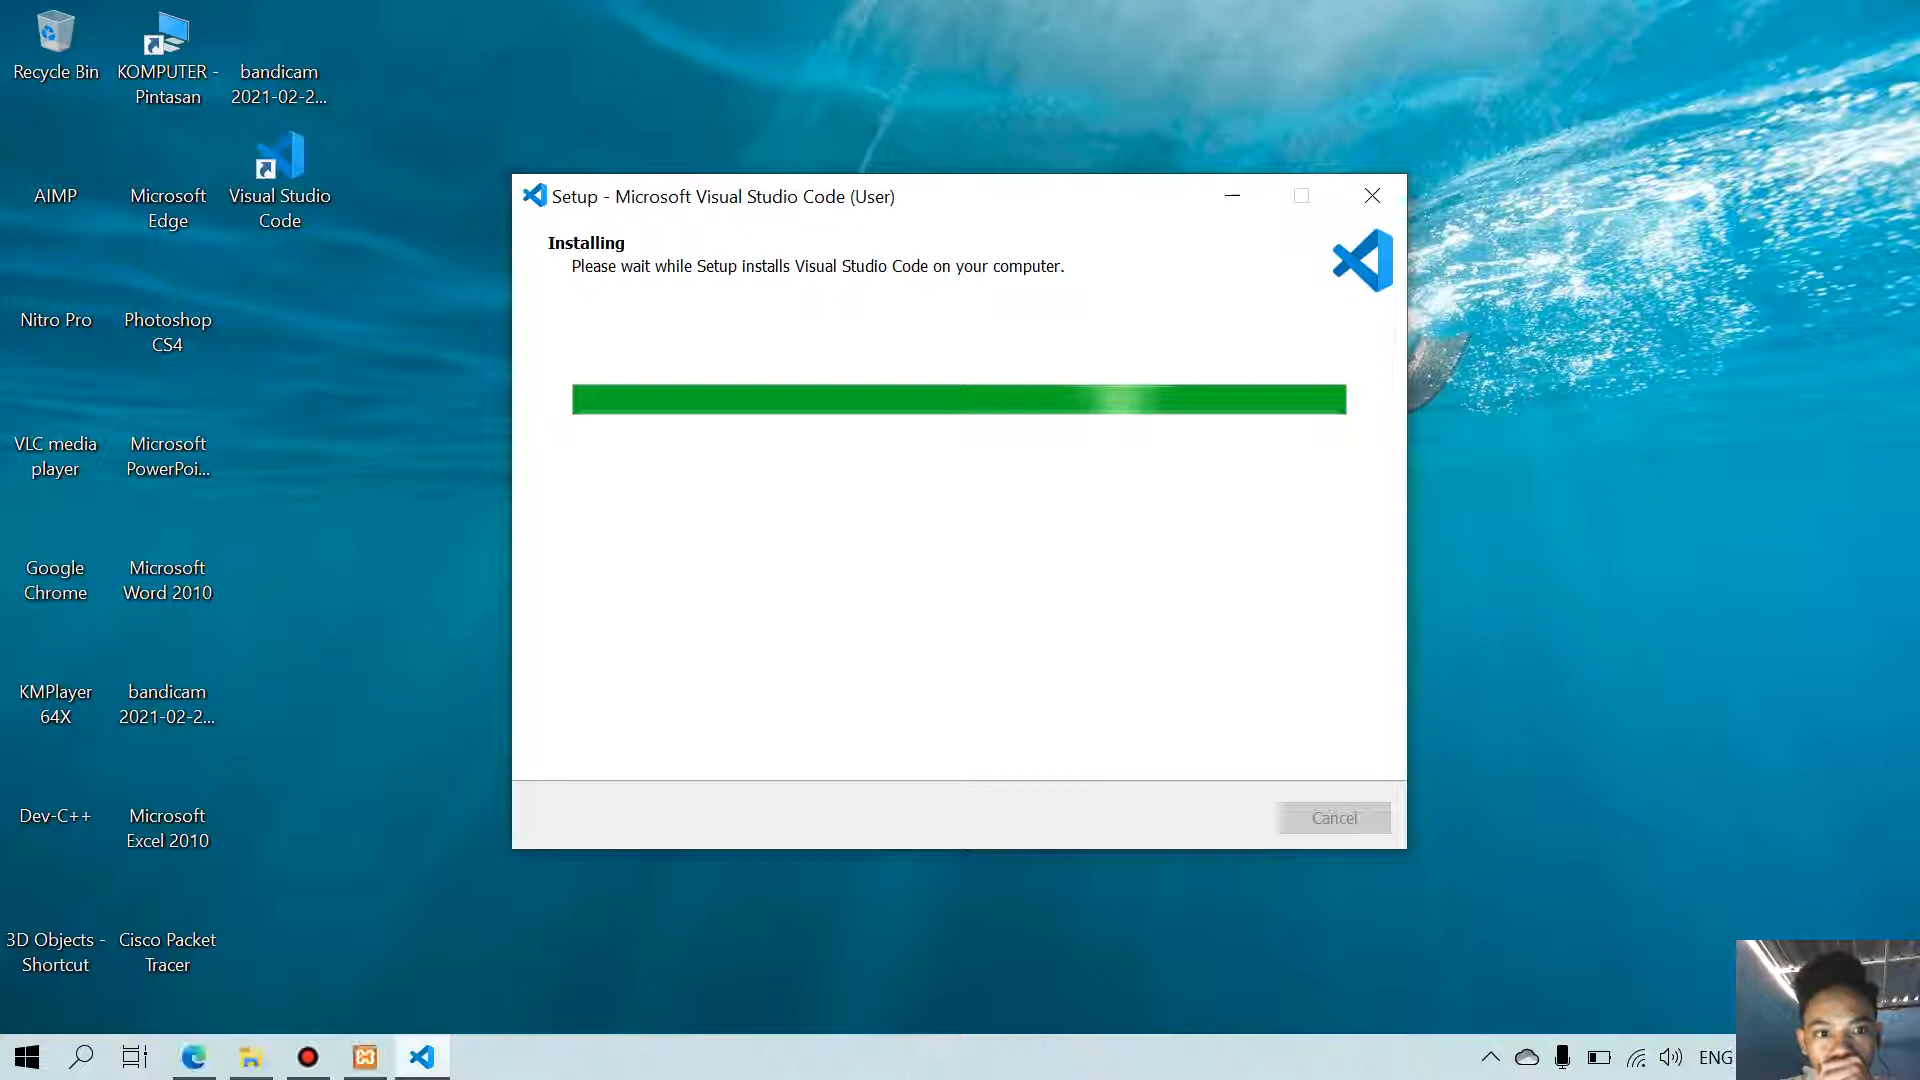 Recycle Bin
KOMPUTER -
Pintasan
bandicam
2021-02-2...
AIMP
Microsoft
Edge
Visual Studio
Code
Nitro Pro
Photoshop
CS4
VLC media
player
Microsoft
PowerPoi...
Google
Chrome
Microsoft
Word 2010
KMPlayer
64X
bandicam
2021-02-2...
Dev-C++
Microsoft
Excel 2010
3D Objects -
Shortcut
Cisco Packet
Tracer
Setup - Microsoft Visual Studio Code (User)
Installing
Please wait while Setup installs Visual Studio Code on your computer.
Cancel
ENG